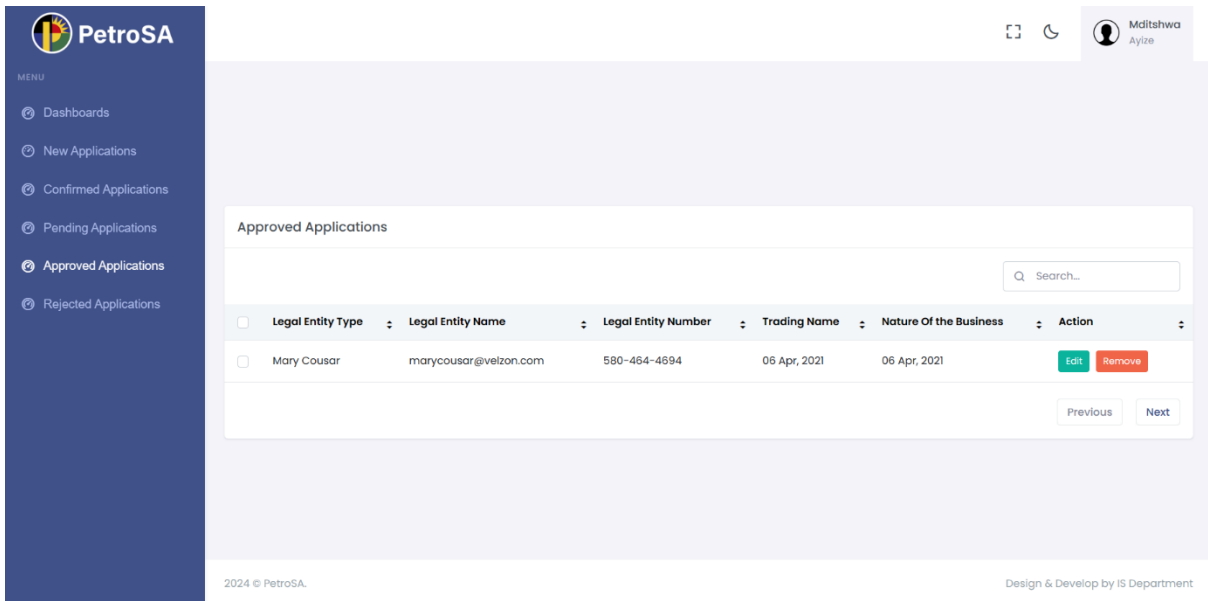 PetroSA
Mditshwa
Ayize
MENU
Dashboards
New Applications
Confirmed Applications
Pending Applications
Approved Applications
Rejected Applications
Approved Applications
Search...
Legal Entity Type Legal Entity Name Legal Entity Number Trading Name Nature Of the Business Action
Mary Cousar marycousar@velzon.com 580-464-4694 06 Apr, 2021 06 Apr, 2021 Edit Remove
Previous Next
2024 © PetroSA. Design & Develop by IS Department